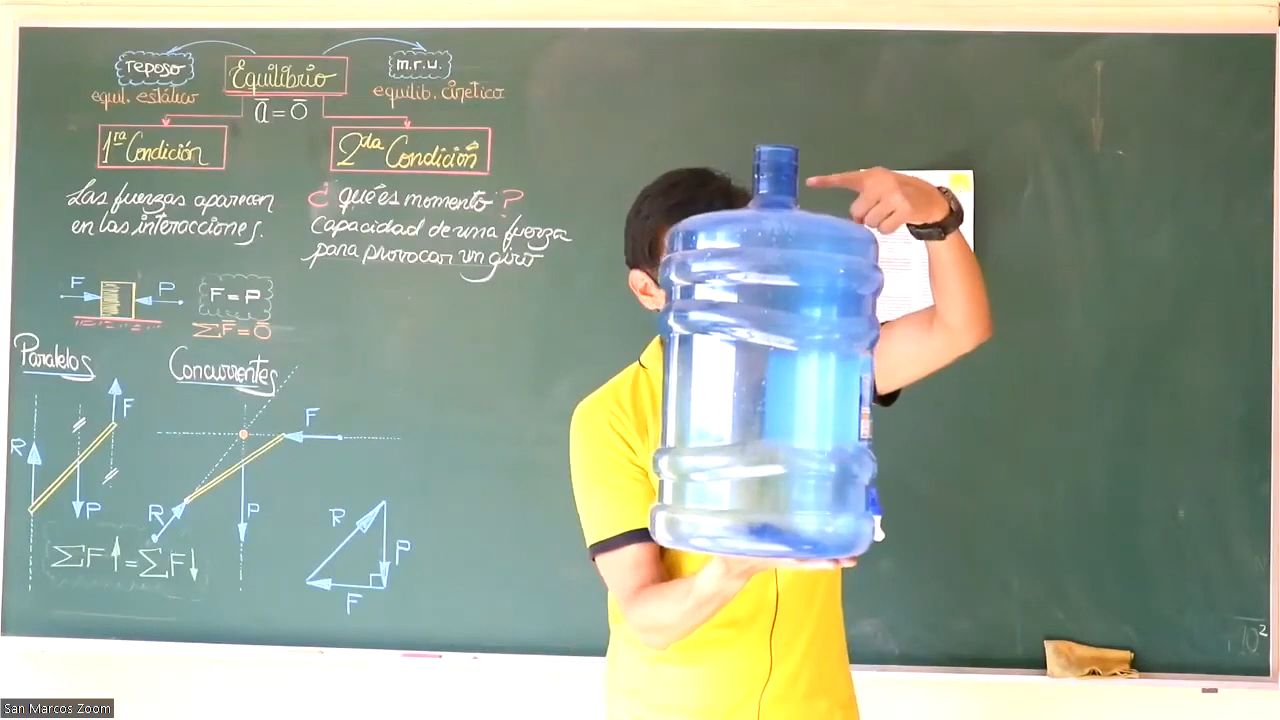 reposo
Equilibrio
m.r.u.
equil. estático
equilib. cinético
a̅ = 0̅
1ra Condición
2da Condición
Las fuerzas aparecen
en las interacciones.
¿ qué es momento ?
Capacidad de una fuerza
para provocar un giro
F
P
F = P
ΣF̅ = 0̅
Paralelos
Concurrentes
F
R
P
F
R
P
ΣF↑ = ΣF↓
R
P
F
10²
San Marcos Zoom